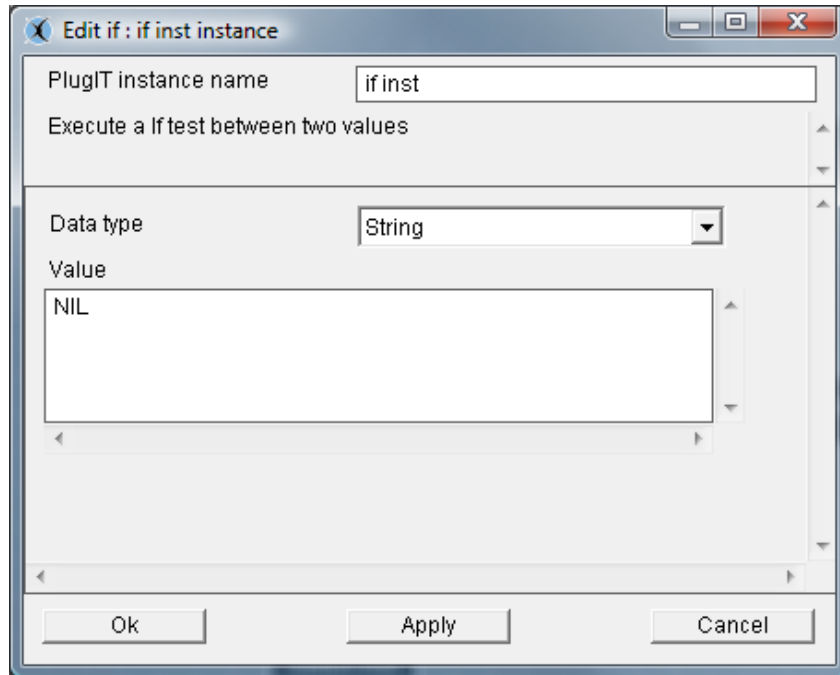 Edit if : if inst instance
PlugIT instance name if inst
Execute a If test between two values
Data type String
Value
NIL
Ok Apply Cancel